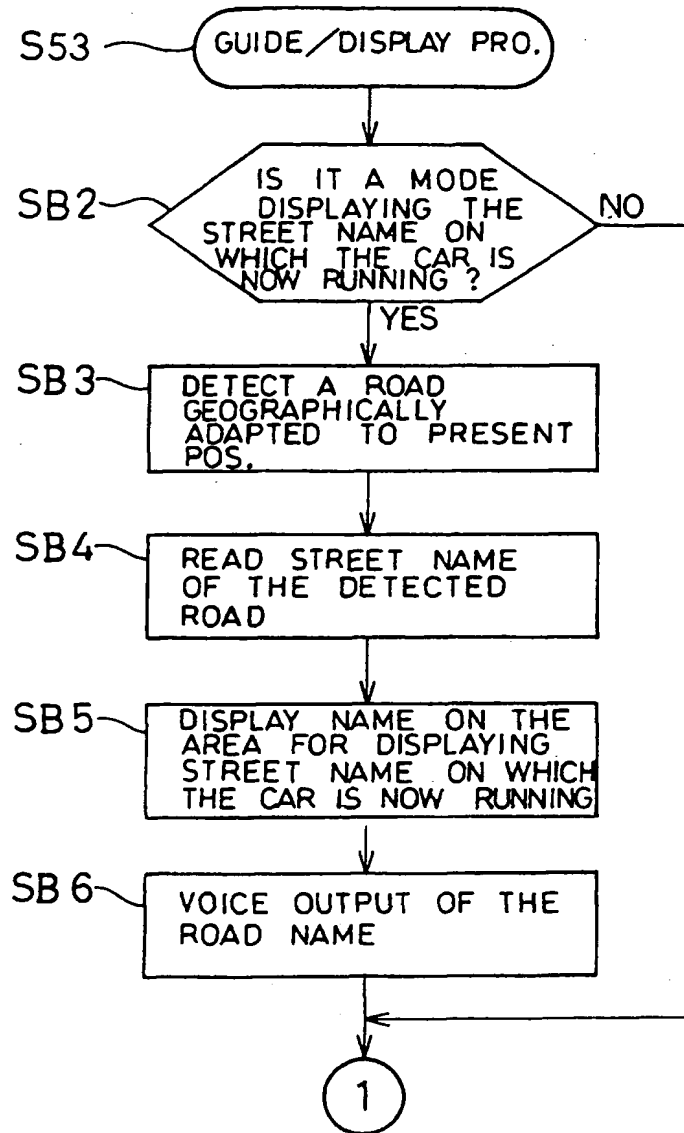 S53
GUIDE/DISPLAY PRO.
SB2
IS IT A MODE
DISPLAYING THE
STREET NAME ON
WHICH THE CAR IS
NOW RUNNING ?
NO
YES
SB3
DETECT A ROAD
GEOGRAPHICALLY
ADAPTED TO PRESENT
POS.
SB4
READ STREET NAME
OF THE DETECTED
ROAD
SB5
DISPLAY NAME ON THE
AREA FOR DISPLAYING
STREET NAME ON WHICH
THE CAR IS NOW RUNNING
SB6
VOICE OUTPUT OF THE
ROAD NAME
1